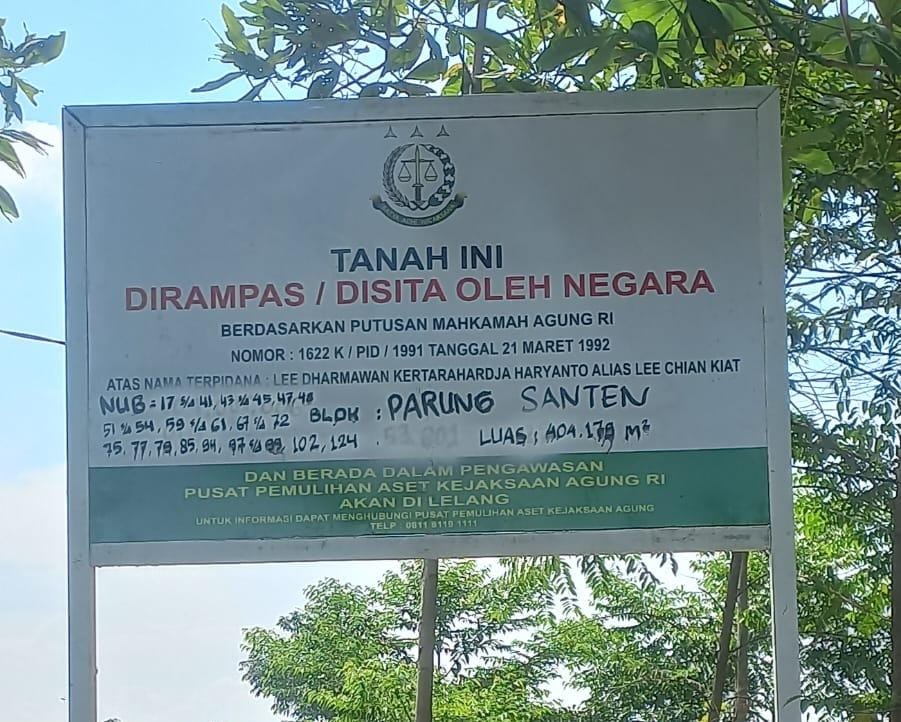 TANAH INI
DIRAMPAS / DISITA OLEH NEGARA
BERDASARKAN PUTUSAN MAHKAMAH AGUNG RI
NOMOR : 1622 K / PID / 1991 TANGGAL 21 MARET 1992
ATAS NAMA TERPIDANA : LEE DHARMAWAN KERTARAHARDJA HARYANTO ALIAS LEE CHIAN KIAT
NUB = 17 s/d 41, 43 s/d 45, 47, 48
51 s/d 54, 59 s/d 61, 67 s/d 72 BLOK : PARUNG SANTEN
75, 77, 79, 85, 94, 97 s/d 102, 124 . LUAS : 404.179 M²
DAN BERADA DALAM PENGAWASAN
PUSAT PEMULIHAN ASET KEJAKSAAN AGUNG RI
AKAN DI LELANG
UNTUK INFORMASI DAPAT MENGHUBUNGI PUSAT PEMULIHAN ASET KEJAKSAAN AGUNG
TELP : 0811 8119 1111